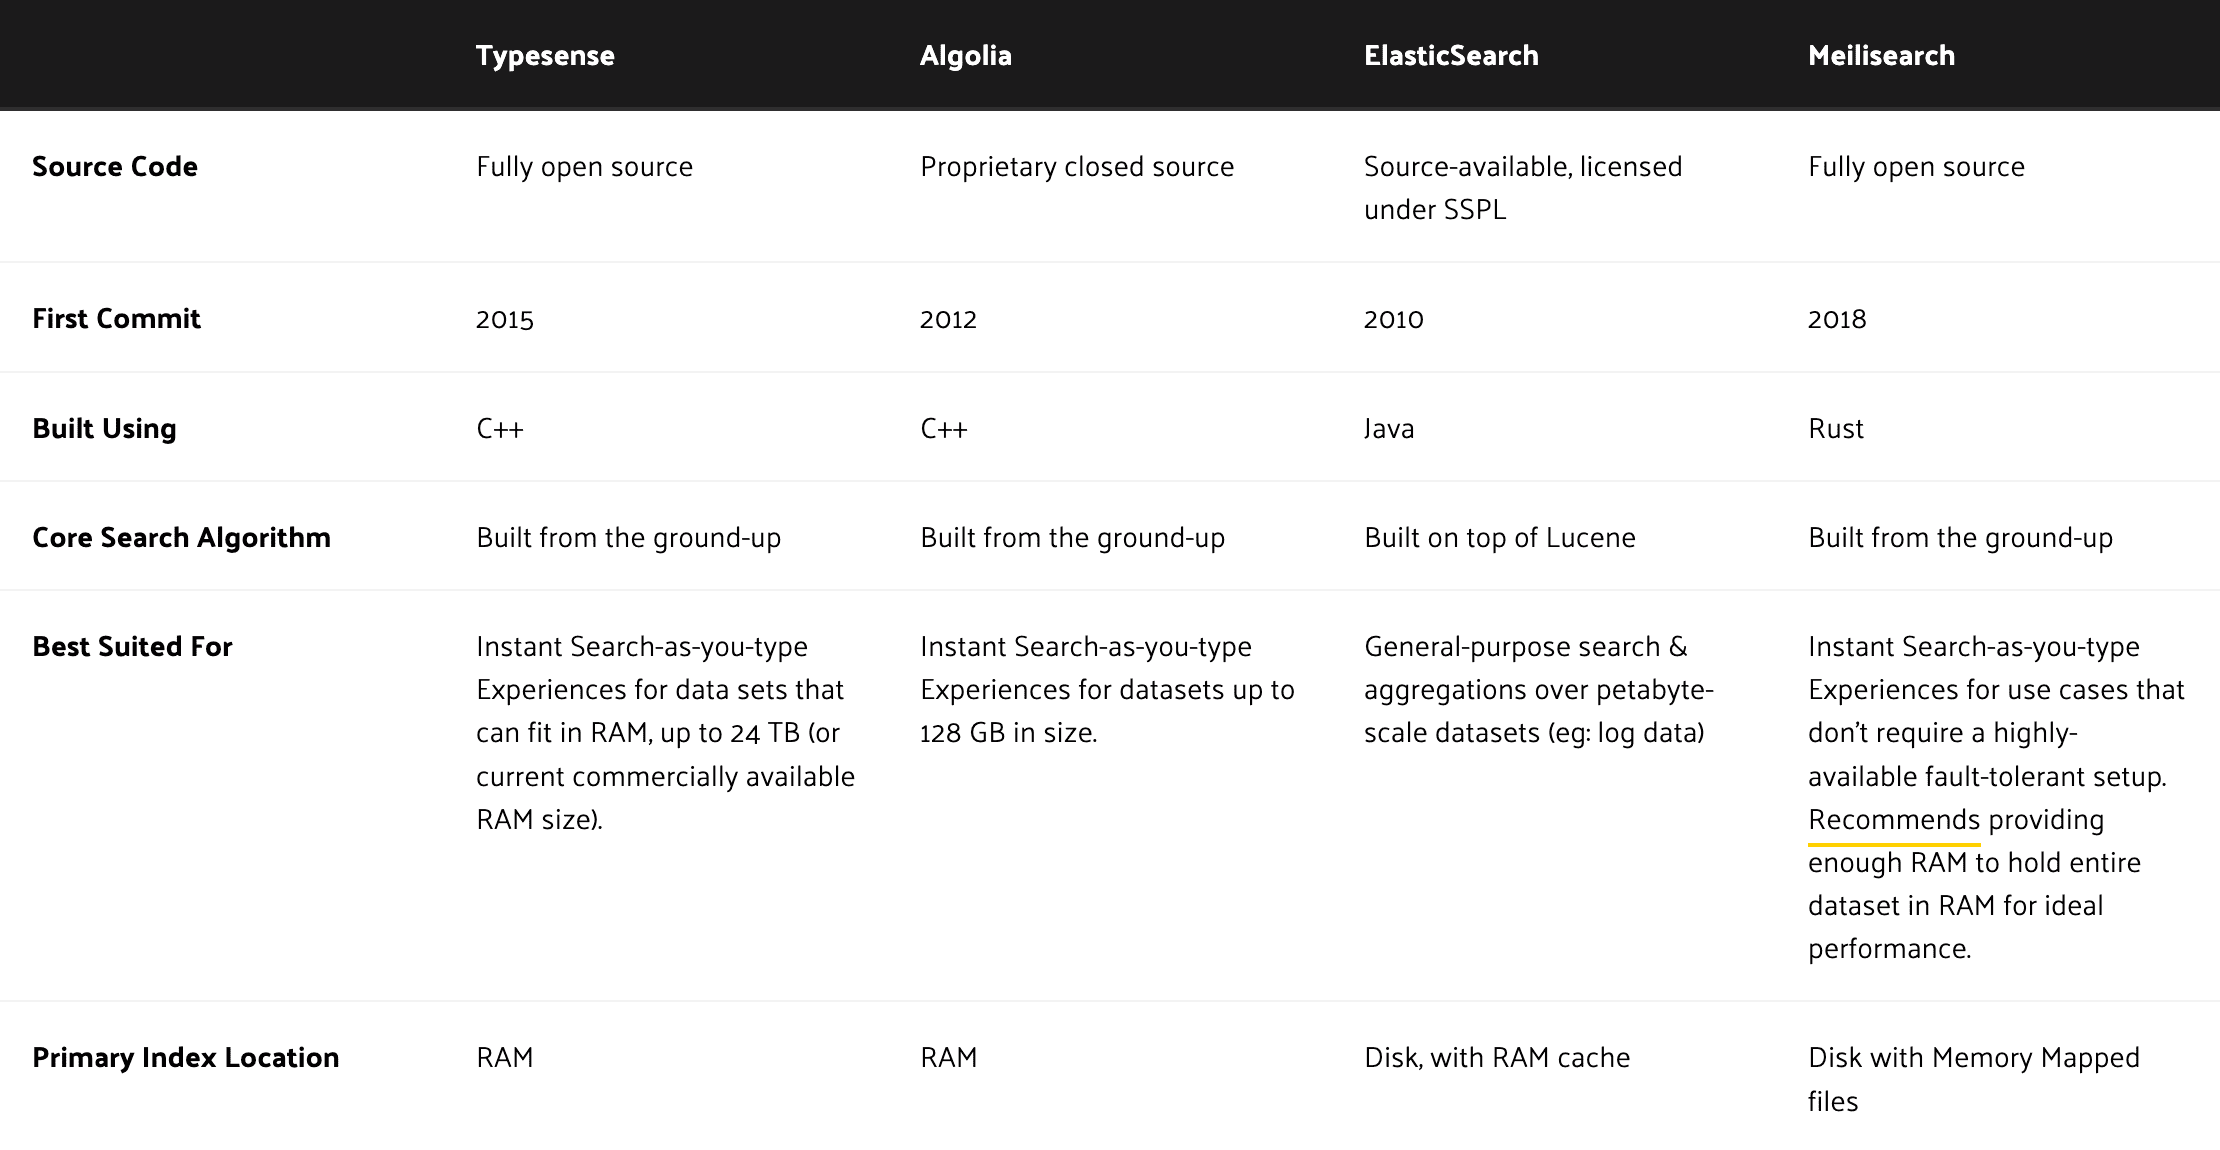 Typesense Algolia ElasticSearch Meilisearch
Source Code Fully open source Proprietary closed source Source-available, licensed under SSPL Fully open source
First Commit 2015 2012 2010 2018
Built Using C++ C++ Java Rust
Core Search Algorithm Built from the ground-up Built from the ground-up Built on top of Lucene Built from the ground-up
Best Suited For
Instant Search-as-you-type
Experiences for data sets that
can fit in RAM, up to 24 TB (or
current commercially available
RAM size).
Instant Search-as-you-type
Experiences for datasets up to
128 GB in size.
General-purpose search &
aggregations over petabyte-
scale datasets (eg: log data)
Instant Search-as-you-type
Experiences for use cases that
don't require a highly-
available fault-tolerant setup.
Recommends providing
enough RAM to hold entire
dataset in RAM for ideal
performance.
Primary Index Location RAM RAM Disk, with RAM cache Disk with Memory Mapped
files